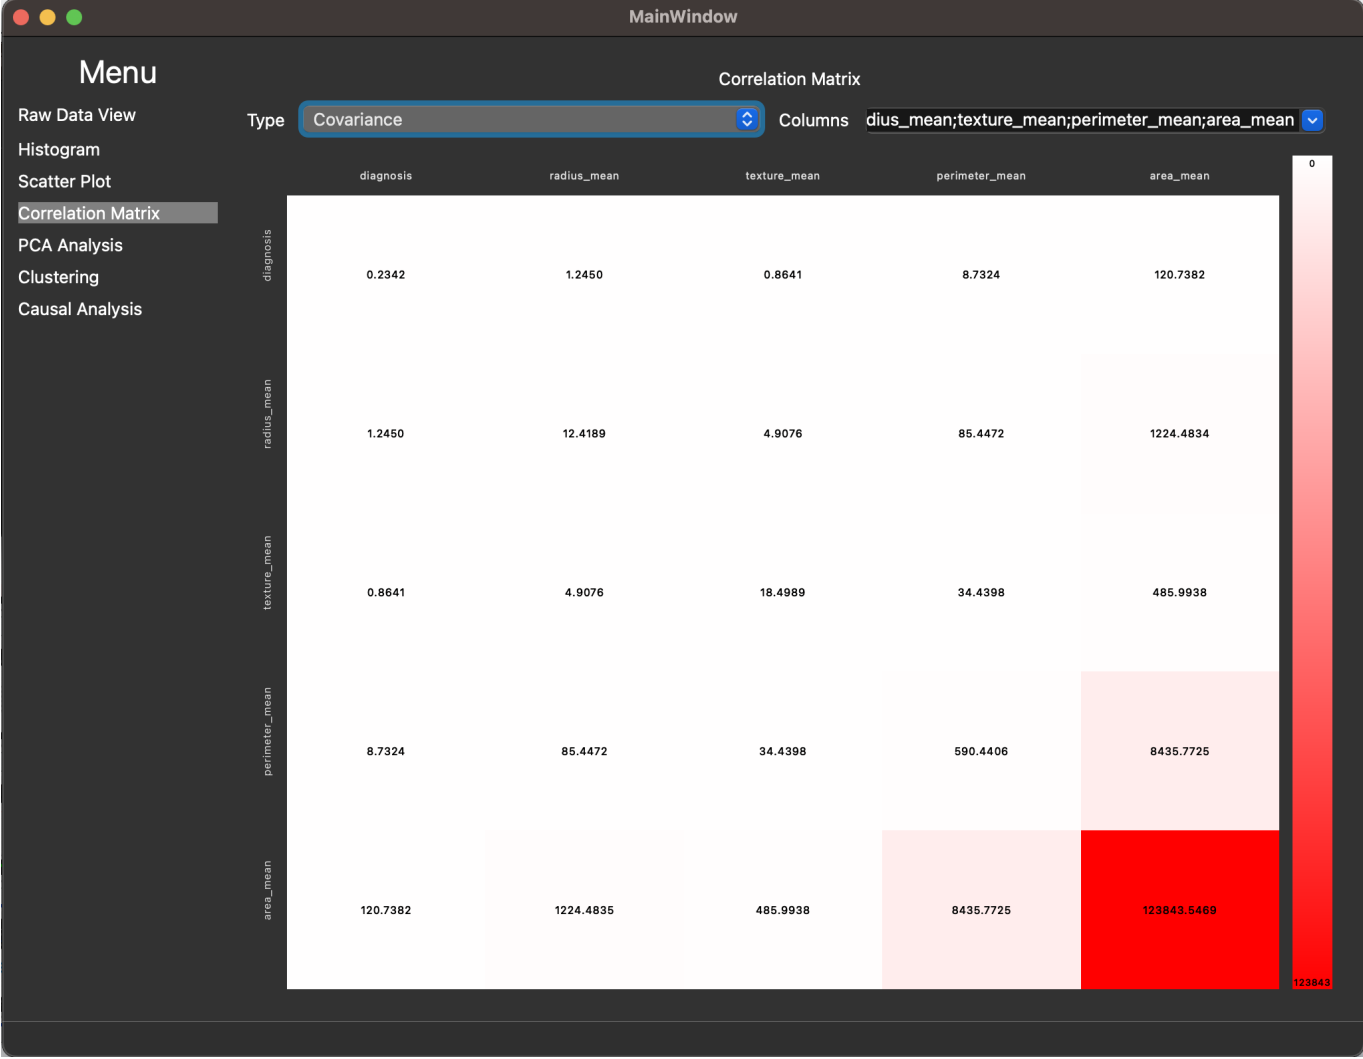 MainWindow
Menu
Raw Data View
Histogram
Scatter Plot
Correlation Matrix
PCA Analysis
Clustering
Causal Analysis
Correlation Matrix
Type Covariance Columns dius_mean;texture_mean;perimeter_mean;area_mean
diagnosis radius_mean texture_mean perimeter_mean area_mean
diagnosis 0.2342 1.2450 0.8641 8.7324 120.7382
radius_mean 1.2450 12.4189 4.9076 85.4472 1224.4834
texture_mean 0.8641 4.9076 18.4989 34.4398 485.9938
perimeter_mean 8.7324 85.4472 34.4398 590.4406 8435.7725
area_mean 120.7382 1224.4835 485.9938 8435.7725 123843.5469
0
123843